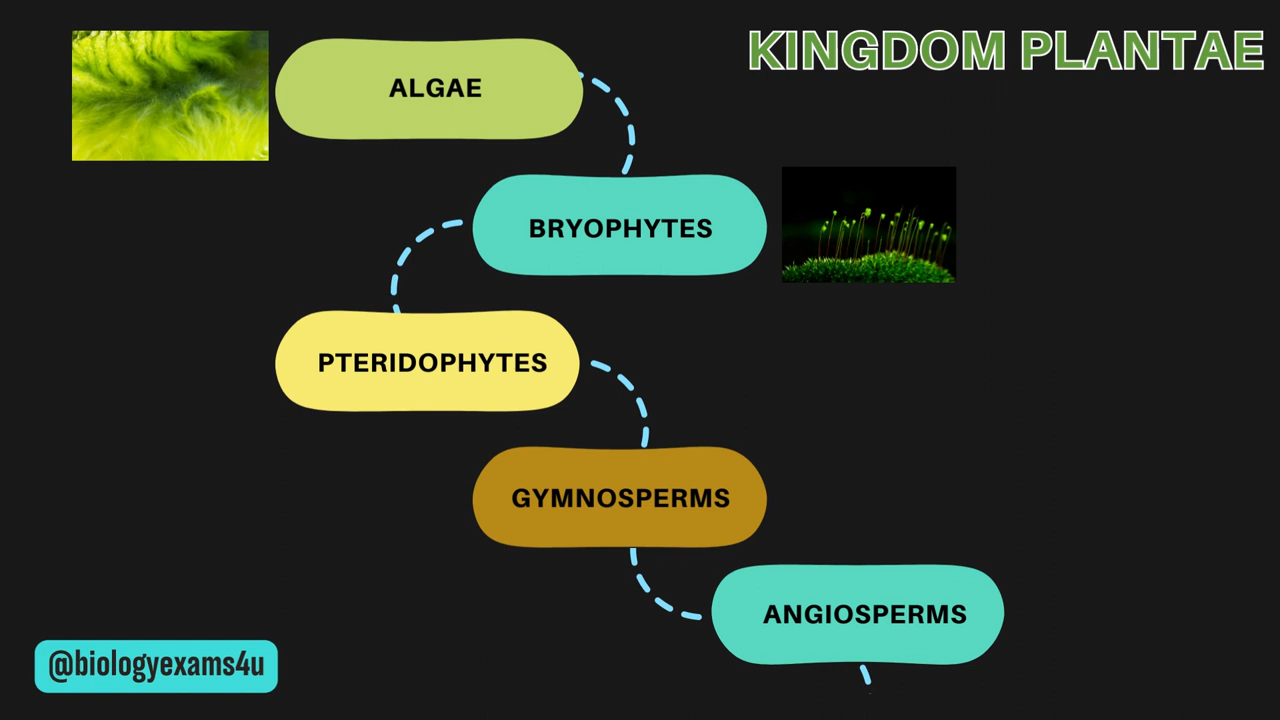 KINGDOM PLANTAE
ALGAE
BRYOPHYTES
PTERIDOPHYTES
GYMNOSPERMS
ANGIOSPERMS
@biologyexams4u